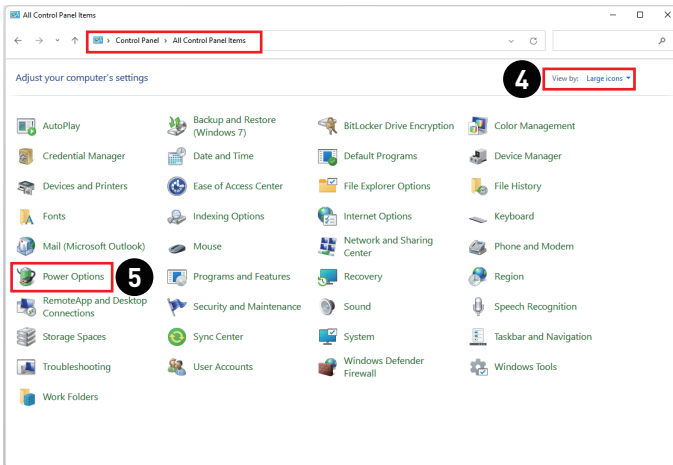 All Control Panel Items
Control Panel > All Control Panel Items
Adjust your computer's settings
4
View by: Large icons
AutoPlay
Backup and Restore
(Windows 7)
BitLocker Drive Encryption
Color Management
Credential Manager
Date and Time
Default Programs
Device Manager
Devices and Printers
Ease of Access Center
File Explorer Options
File History
Fonts
Indexing Options
Internet Options
Keyboard
Mail (Microsoft Outlook)
Mouse
Network and Sharing
Center
Phone and Modem
Power Options
5
Programs and Features
Recovery
Region
RemoteApp and Desktop
Connections
Security and Maintenance
Sound
Speech Recognition
Storage Spaces
Sync Center
System
Taskbar and Navigation
Troubleshooting
User Accounts
Windows Defender
Firewall
Windows Tools
Work Folders